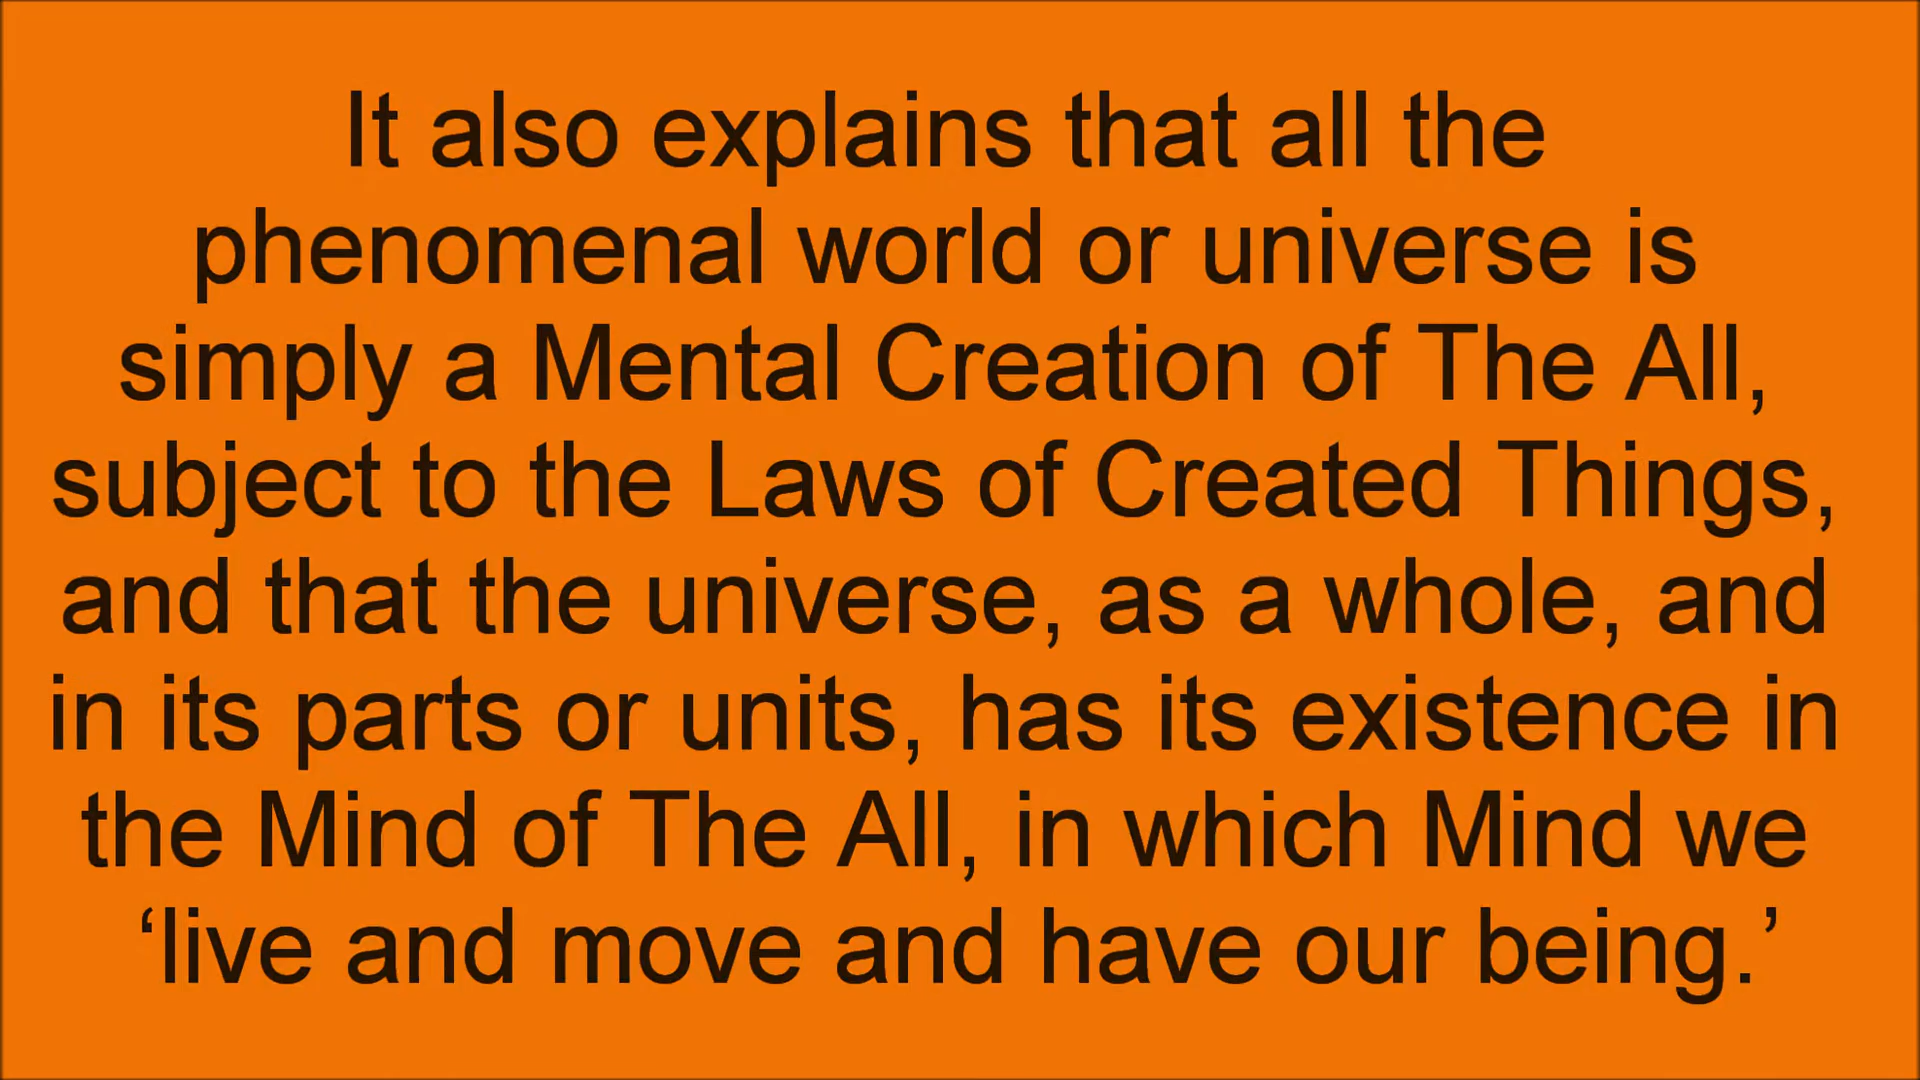 It also explains that all the
phenomenal world or universe is
simply a Mental Creation of The All,
subject to the Laws of Created Things,
and that the universe, as a whole, and
in its parts or units, has its existence in
the Mind of The All, in which Mind we
‘live and move and have our being.’